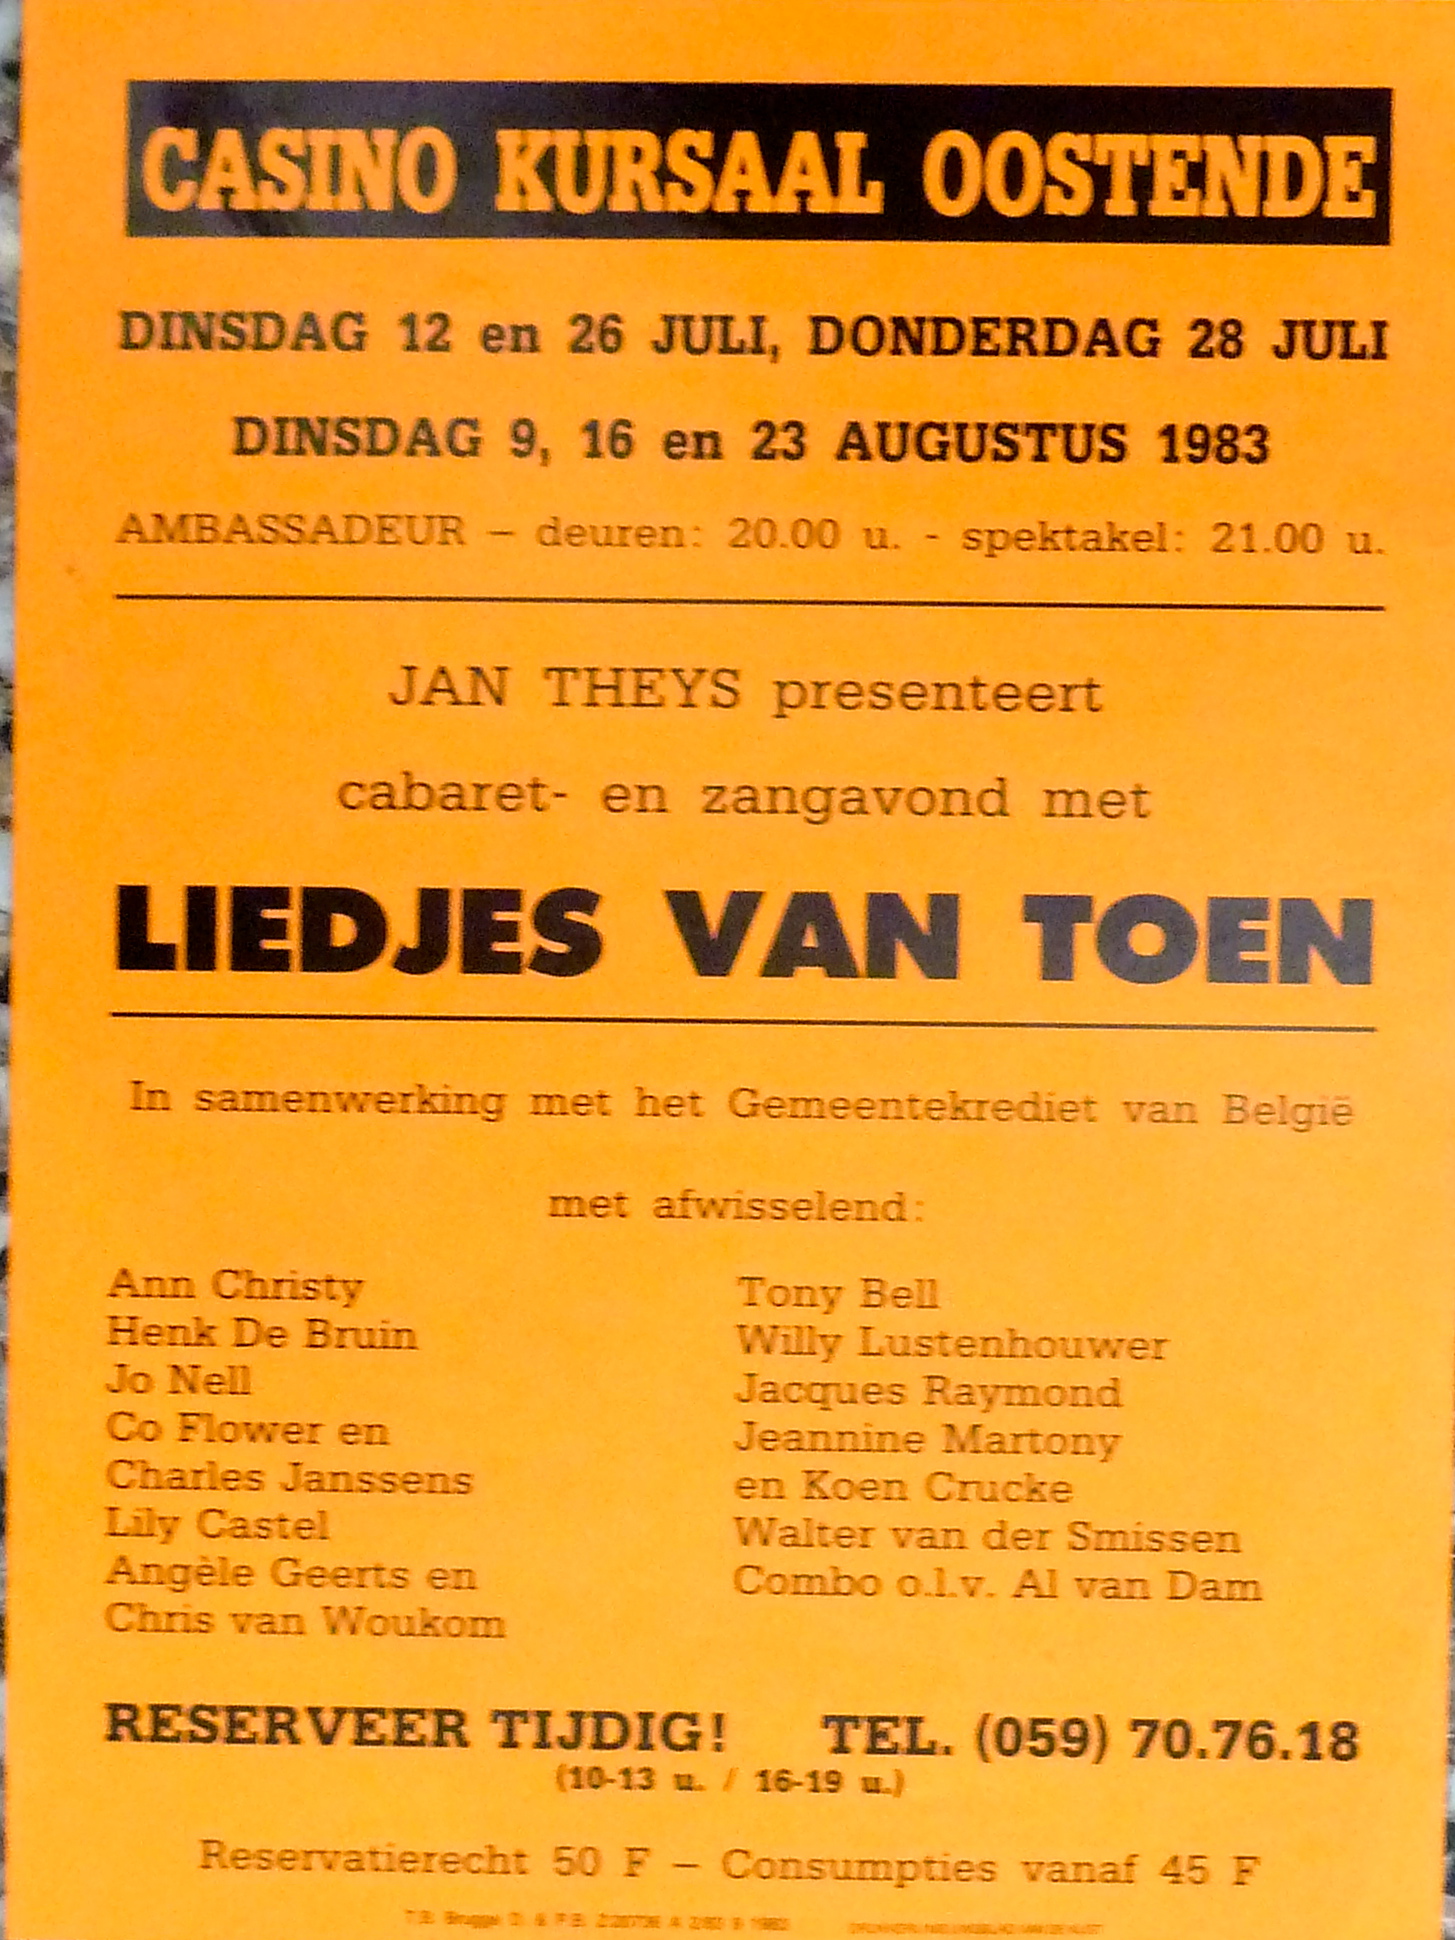 CASINO KURSAAL OOSTENDE
DINSDAG 12 en 26 JULI, DONDERDAG 28 JULI
DINSDAG 9, 16 en 23 AUGUSTUS 1983
AMBASSADEUR – deuren: 20.00 u. - spektakel: 21.00 u.
JAN THEYS presenteert
cabaret- en zangavond met
LIEDJES VAN TOEN
In samenwerking met het Gemeentekrediet van België
met afwisselend:
Ann Christy
Henk De Bruin
Jo Nell
Co Flower en
Charles Janssens
Lily Castel
Angèle Geerts en
Chris van Woukom
Tony Bell
Willy Lustenhouwer
Jacques Raymond
Jeannine Martony
en Koen Crucke
Walter van der Smissen
Combo o.l.v. Al van Dam
RESERVEER TIJDIG! TEL. (059) 70.76.18
(10-13 u. / 16-19 u.)
Reservatierecht 50 F – Consumpties vanaf 45 F
T.B. Brugge